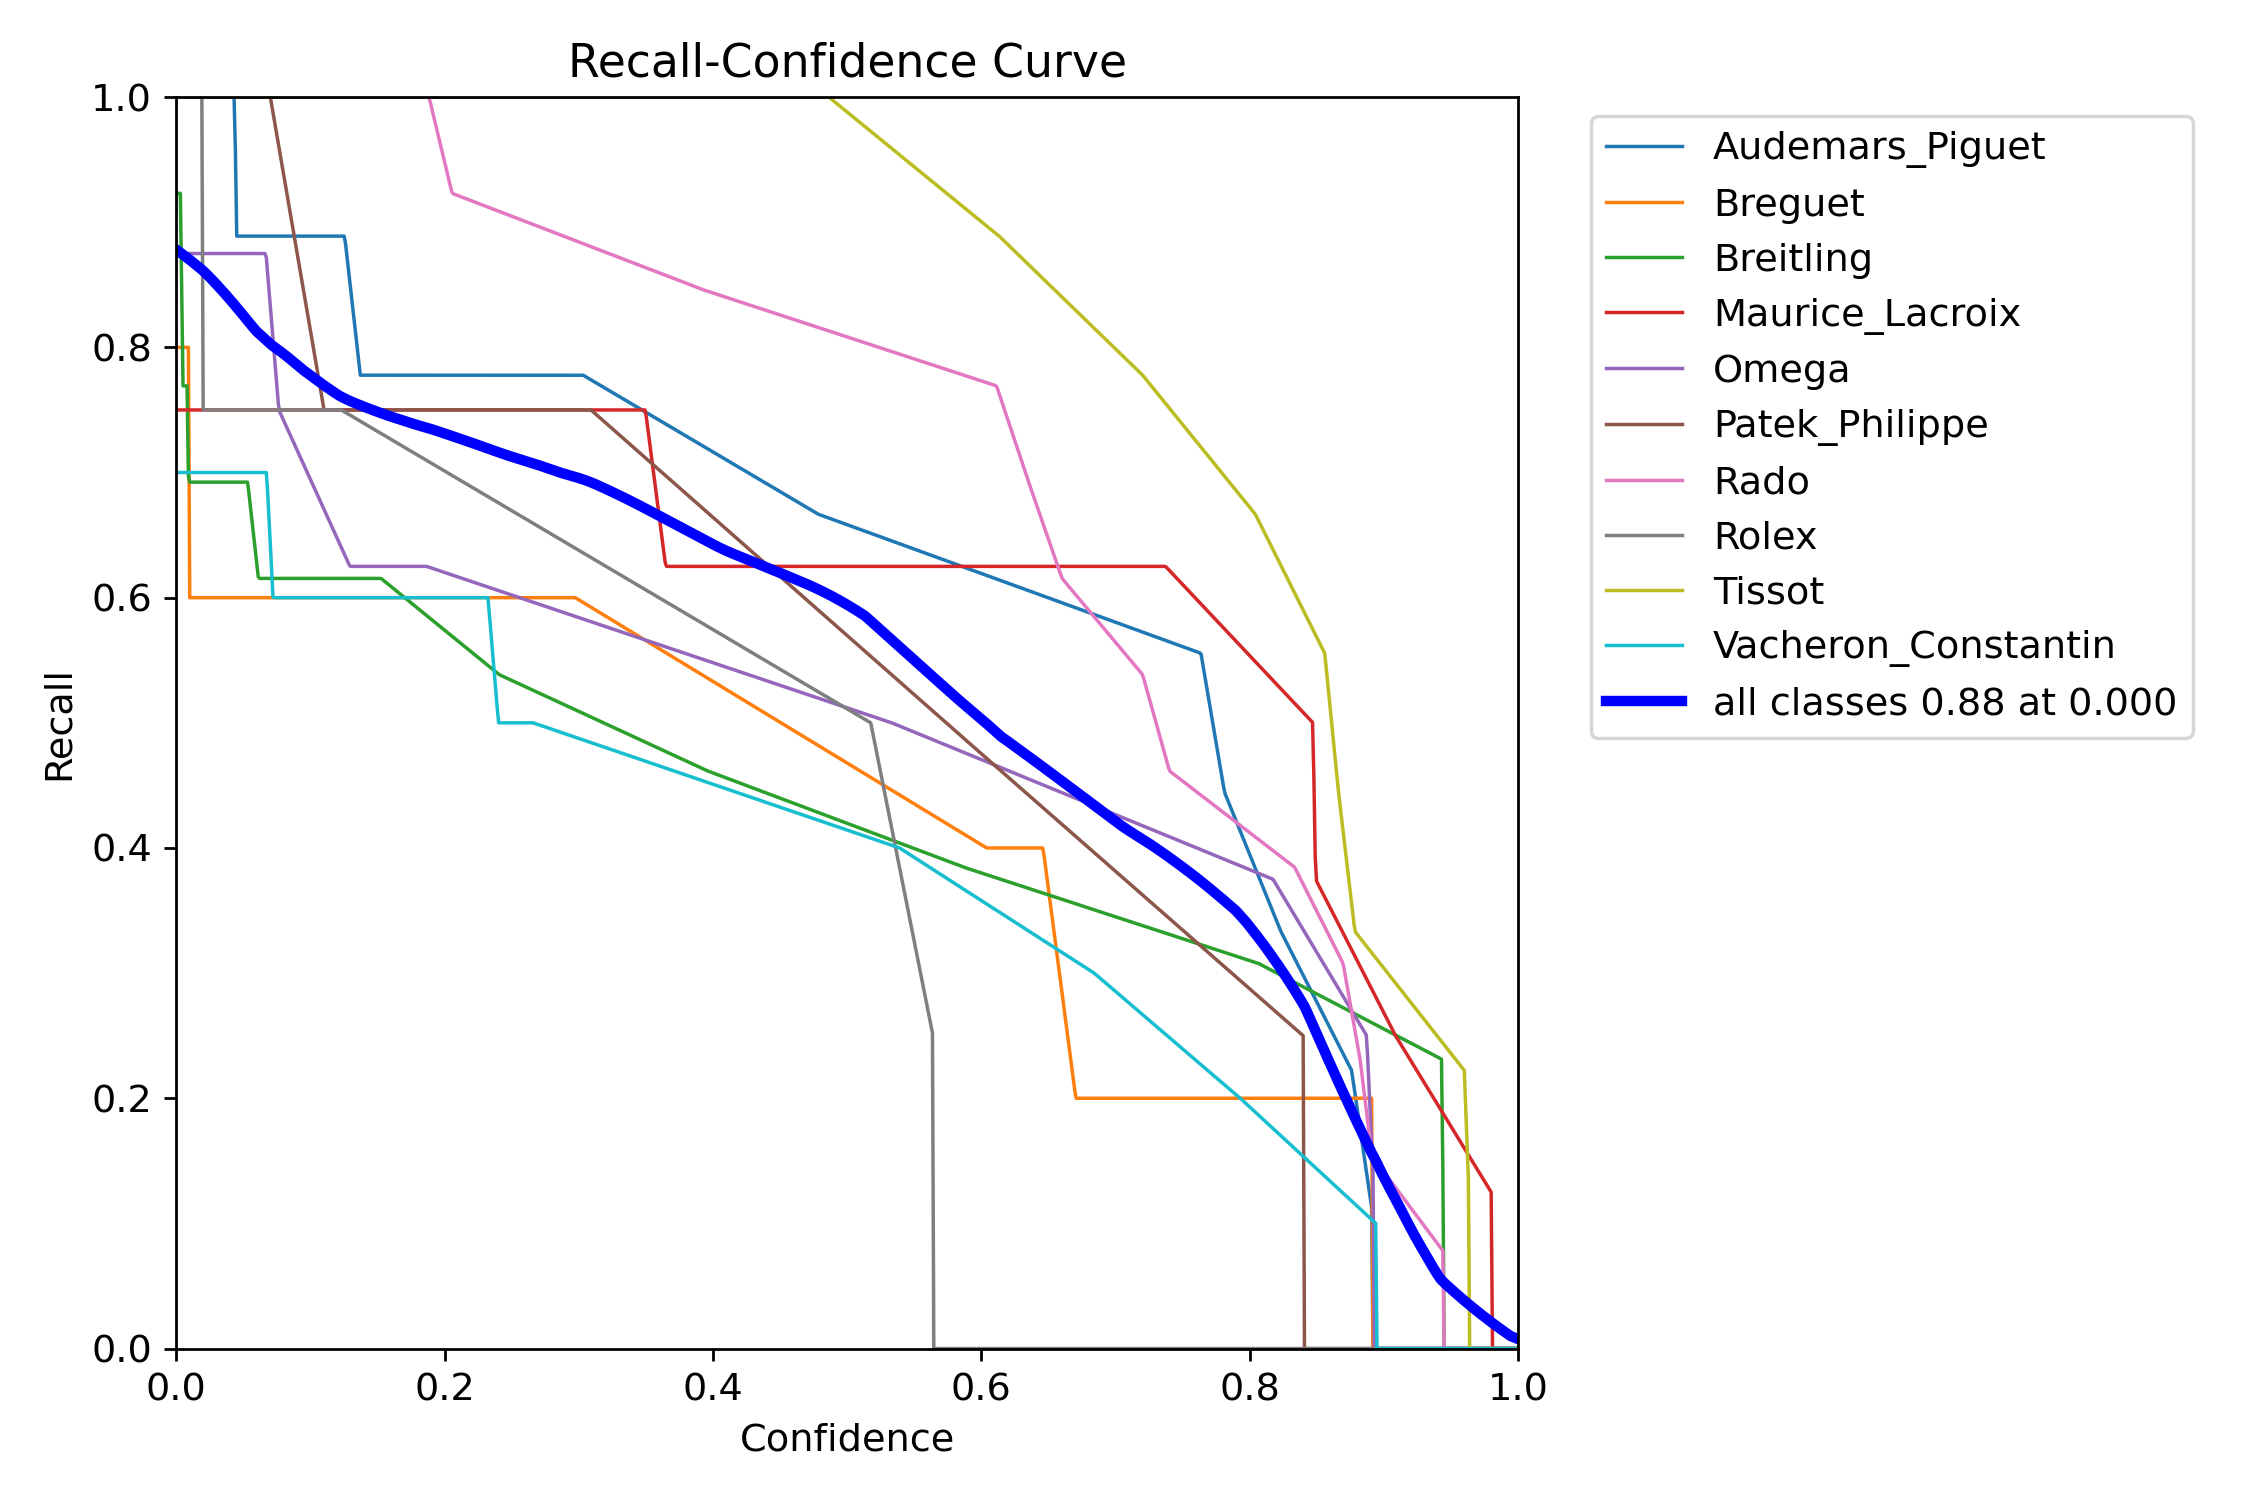 Recall-Confidence Curve
1.0
0.8
0.6
0.4
0.2
0.0
Recall
0.0 0.2 0.4 0.6 0.8 1.0
Confidence
Audemars_Piguet
Breguet
Breitling
Maurice_Lacroix
Omega
Patek_Philippe
Rado
Rolex
Tissot
Vacheron_Constantin
all classes 0.88 at 0.000